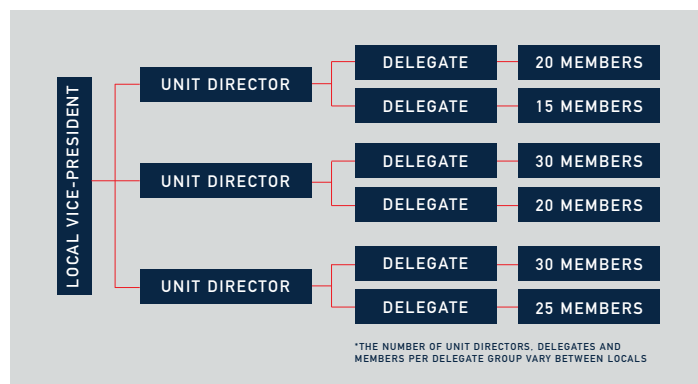 LOCAL VICE-PRESIDENT
UNIT DIRECTOR
DELEGATE
20 MEMBERS
DELEGATE
15 MEMBERS
UNIT DIRECTOR
DELEGATE
30 MEMBERS
DELEGATE
20 MEMBERS
UNIT DIRECTOR
DELEGATE
30 MEMBERS
DELEGATE
25 MEMBERS
*THE NUMBER OF UNIT DIRECTORS, DELEGATES AND
MEMBERS PER DELEGATE GROUP VARY BETWEEN LOCALS